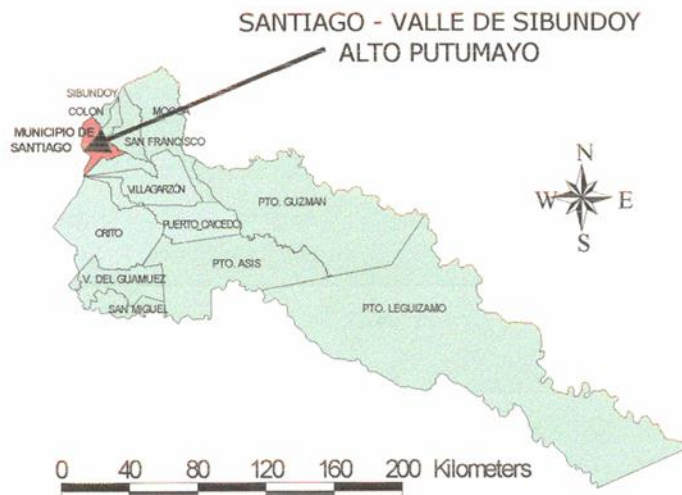 SANTIAGO - VALLE DE SIBUNDOY
ALTO PUTUMAYO
SIBUNDOY
COLON
MOCOA
MUNICIPIO DE
SANTIAGO
SAN FRANCISCO
VILLAGARZÓN
PTO. GUZMAN
PUERTO CAICEDO
ORITO
PTO. ASIS
V. DEL GUAMUEZ
SAN MIGUEL
PTO. LEGUIZAMO
N
W
E
S
0 40 80 120 160 200 Kilometers